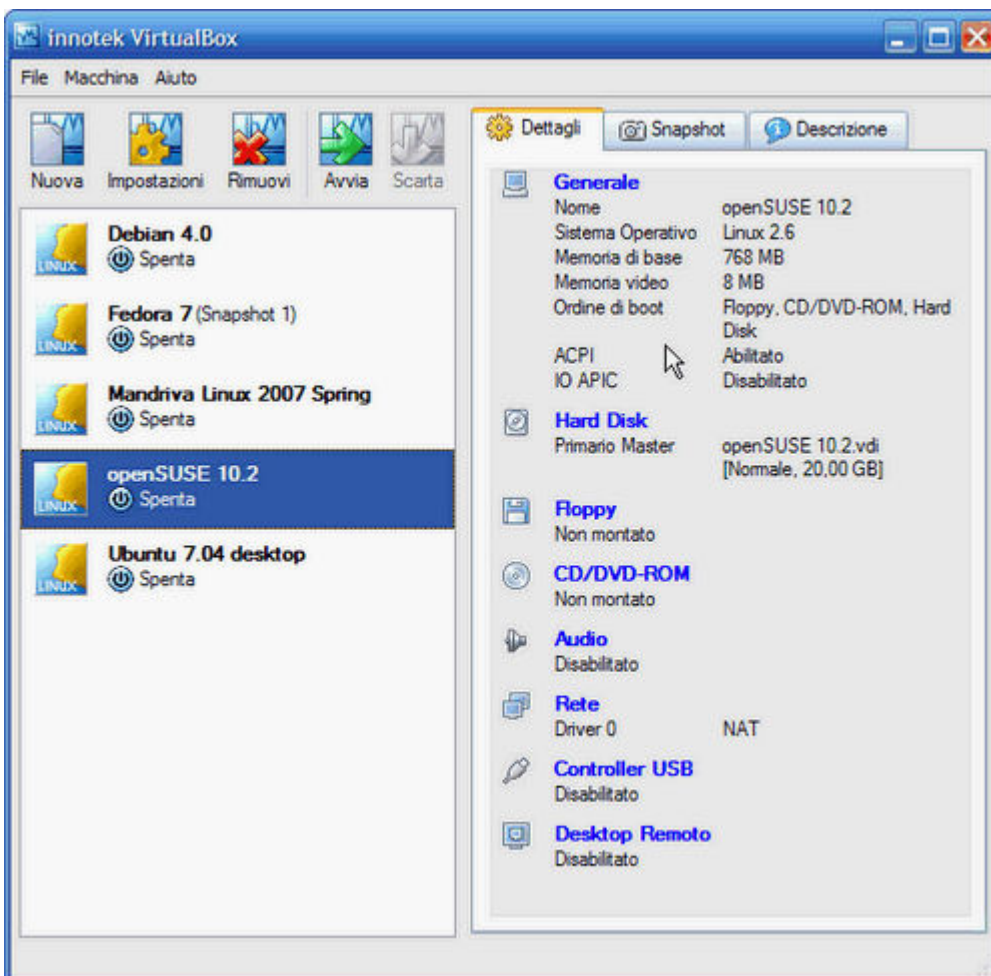 innotek VirtualBox
File Macchina Aiuto
Nuova Impostazioni Rimuovi Avvia Scarta
Debian 4.0
Spenta
Fedora 7 (Snapshot 1)
Spenta
Mandriva Linux 2007 Spring
Spenta
openSUSE 10.2
Spenta
Ubuntu 7.04 desktop
Spenta
LINUX
LINUX
LINUX
LINUX
LINUX
Dettagli Snapshot Descrizione
Generale
Nome openSUSE 10.2
Sistema Operativo Linux 2.6
Memoria di base 768 MB
Memoria video 8 MB
Ordine di boot Floppy, CD/DVD-ROM, Hard
Disk
ACPI Abilitato
IO APIC Disabilitato
Hard Disk
Primario Master openSUSE 10.2.vdi
[Normale, 20,00 GB]
Floppy
Non montato
CD/DVD-ROM
Non montato
Audio
Disabilitato
Rete
Driver 0 NAT
Controller USB
Disabilitato
Desktop Remoto
Disabilitato